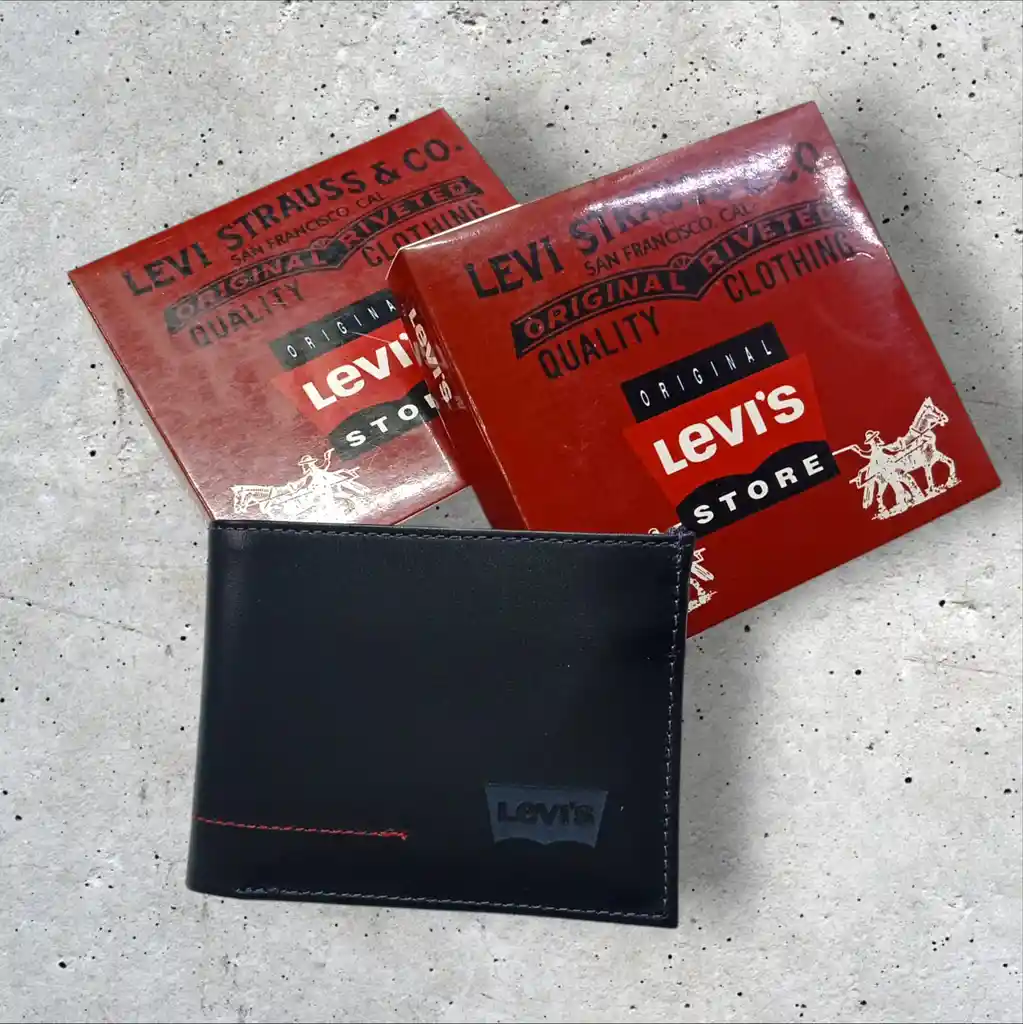 LEVI STRAUSS & CO.
SAN FRANCISCO, CAL
ORIGINAL RIVETED
QUALITY CLOTHING
ORIGINAL
Levi's
STORE
LEVI STRAUSS & CO
SAN FRANCISCO, CAL
ORIGINAL RIVETED
QUALITY CLOTHING
ORIGINAL
Levi's
STORE
Levi's
Levi's